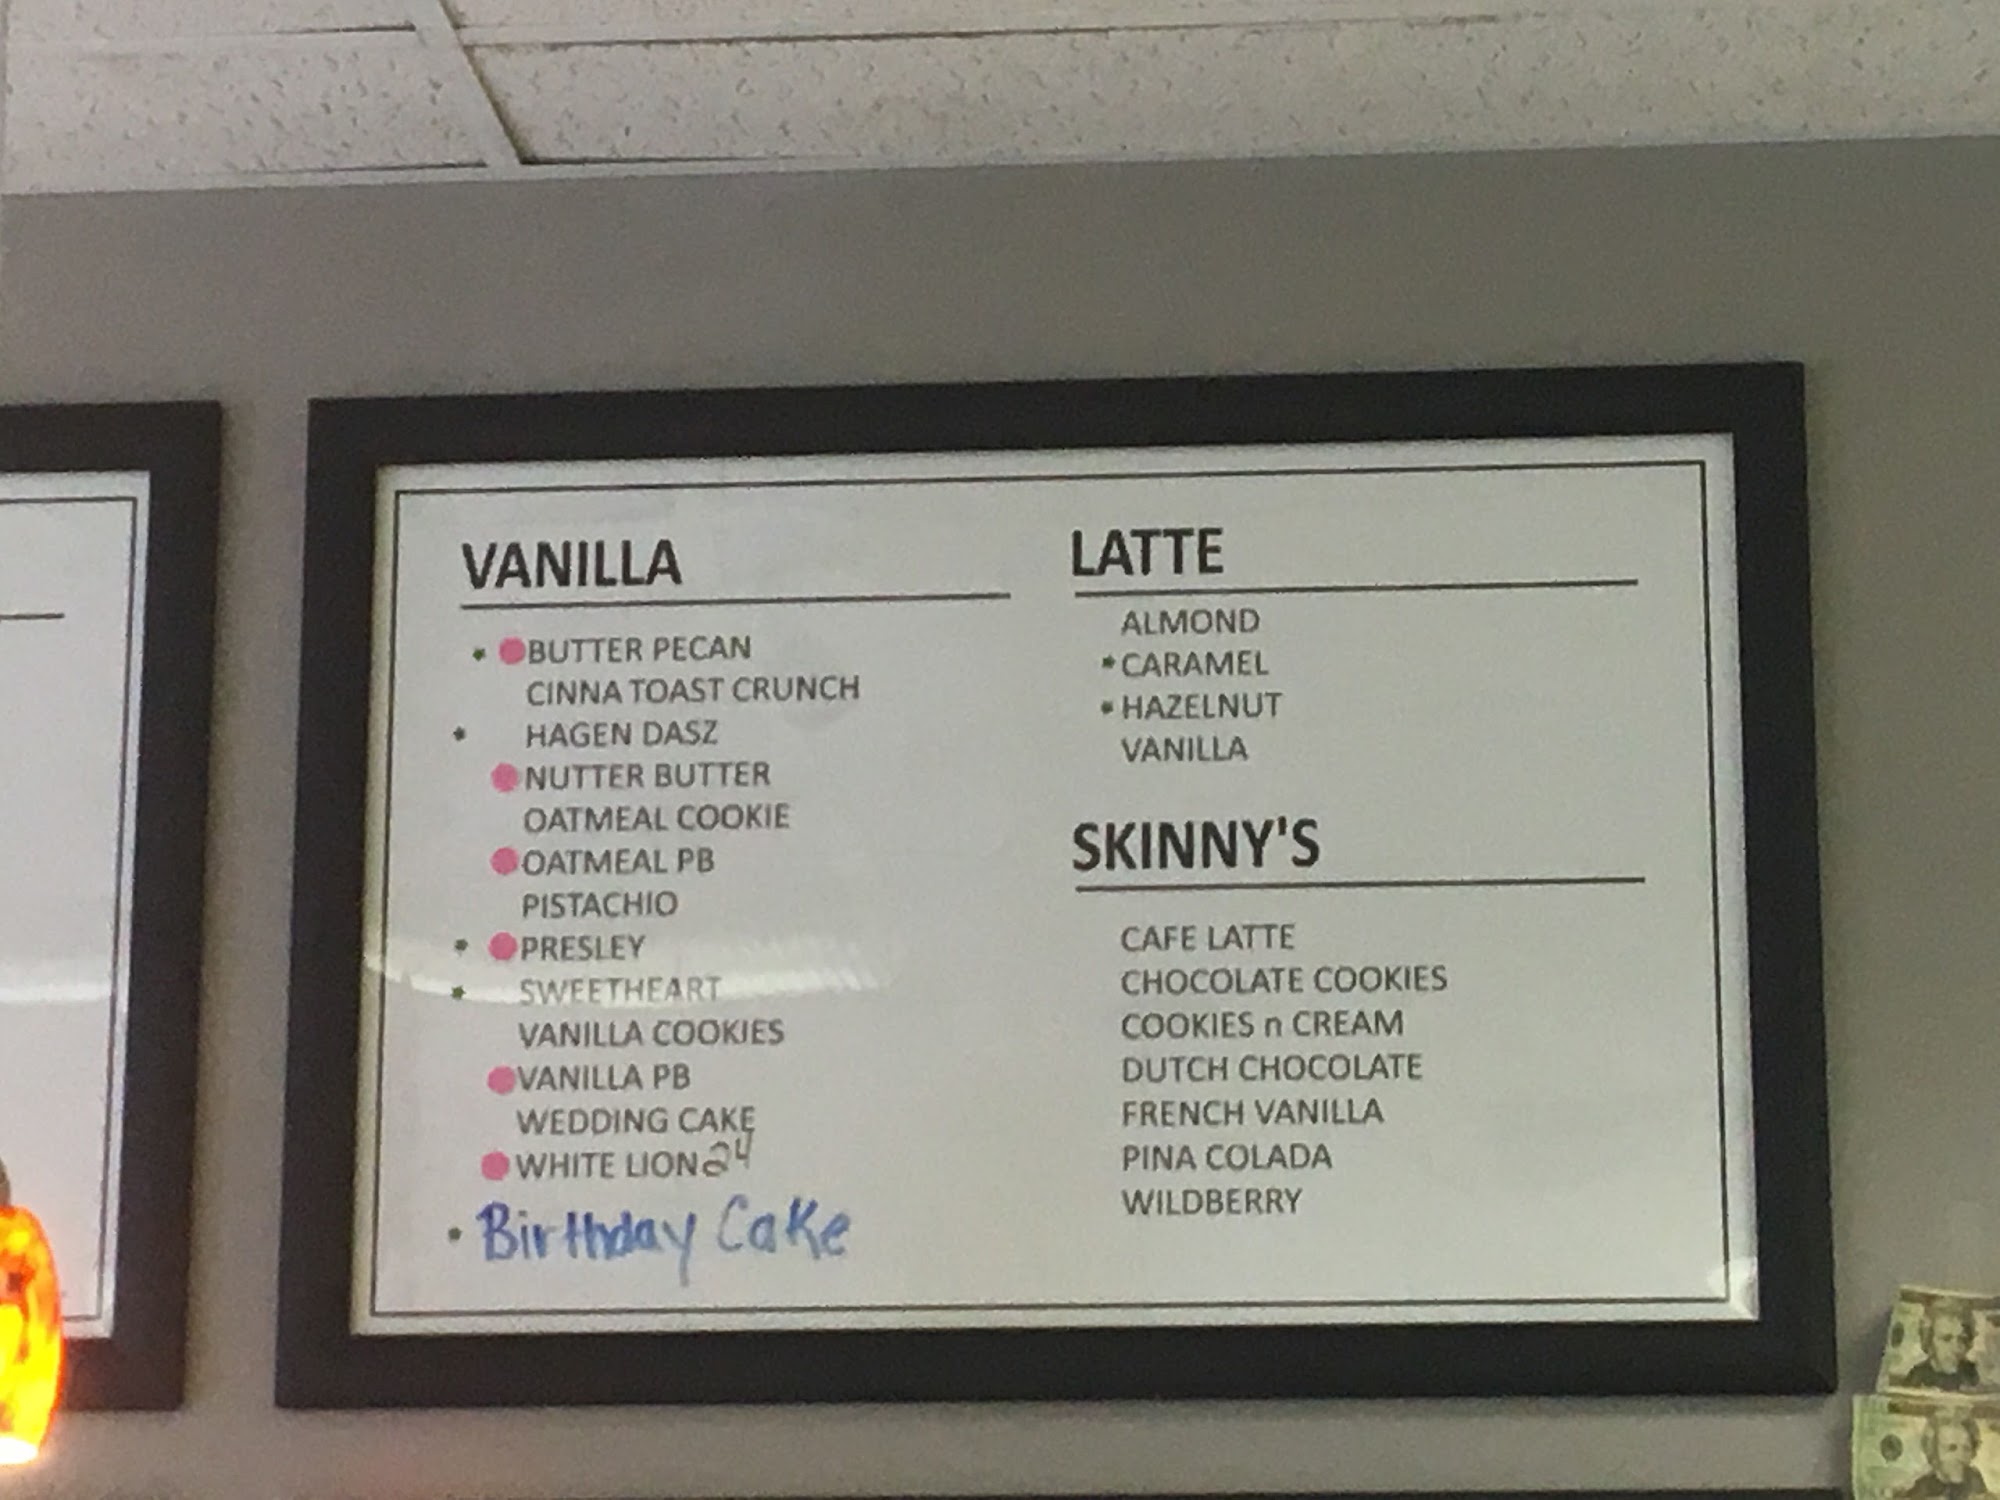 VANILLA
BUTTER PECAN
CINNA TOAST CRUNCH
HAGEN DASZ
NUTTER BUTTER
OATMEAL COOKIE
OATMEAL PB
PISTACHIO
PRESLEY
SWEETHEART
VANILLA COOKIES
VANILLA PB
WEDDING CAKE
WHITE LION 24
Birthday Cake
LATTE
ALMOND
CARAMEL
HAZELNUT
VANILLA
SKINNY'S
CAFE LATTE
CHOCOLATE COOKIES
COOKIES n CREAM
DUTCH CHOCOLATE
FRENCH VANILLA
PINA COLADA
WILDBERRY